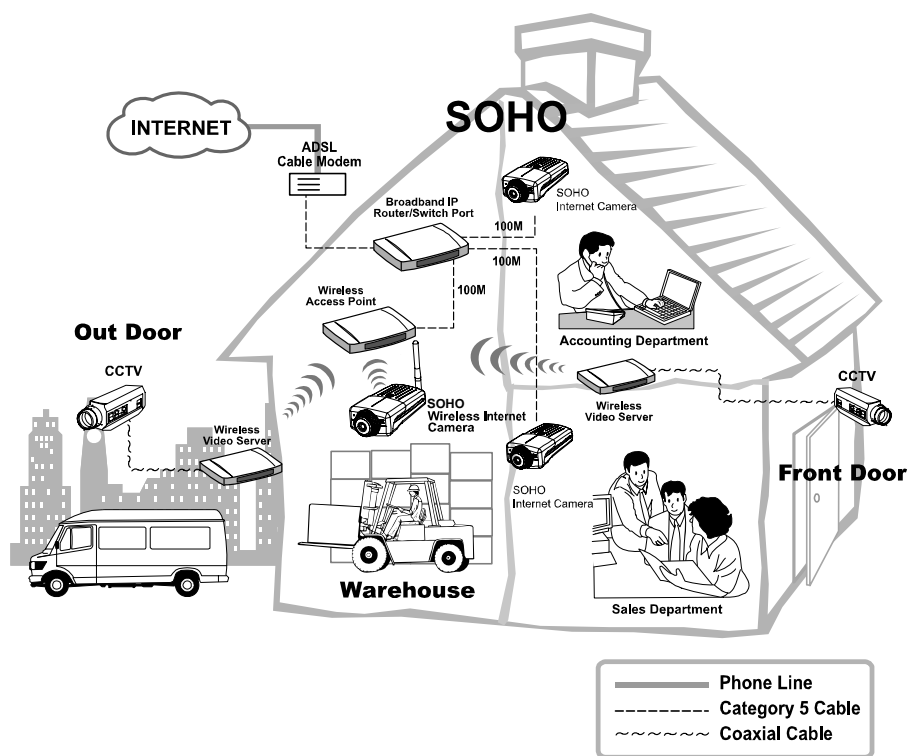 SOHO
INTERNET
ADSL
Cable Modem
Broadband IP
Router/Switch Port
SOHO
Internet Camera
100M
100M
100M
Wireless
Access Point
Out Door
CCTV
Wireless
Video Server
SOHO
Wireless Internet
Camera
Accounting Department
Wireless
Video Server
CCTV
Front Door
SOHO
Internet Camera
Warehouse
Sales Department
Phone Line
Category 5 Cable
Coaxial Cable